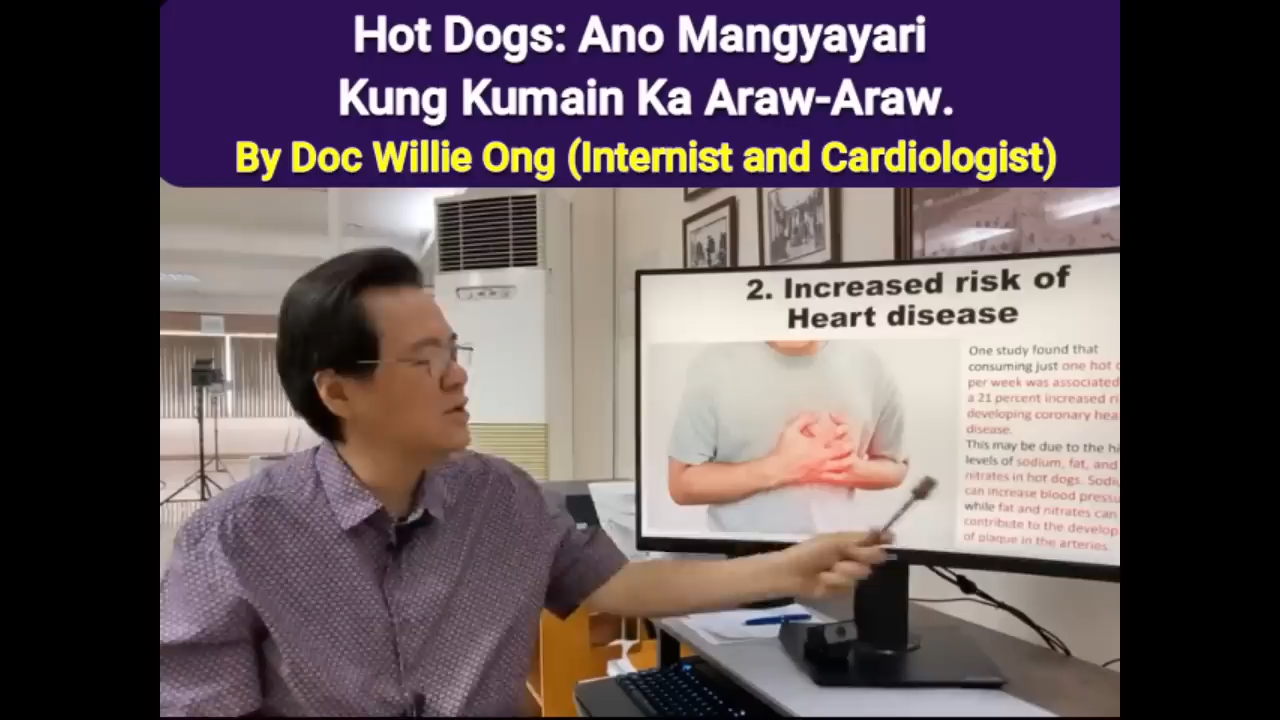 Hot Dogs: Ano Mangyayari
Kung Kumain Ka Araw-Araw.
By Doc Willie Ong (Internist and Cardiologist)
2. Increased risk of
Heart disease
One study found that
consuming just one hot
per week was associated
a 21 percent increased
developing coronary
disease.
This may be due to the
levels of sodium, fat, and
nitrates in hot dogs.
can increase blood
while fat and nitrates can
contribute to the
of plaque in the arteries.